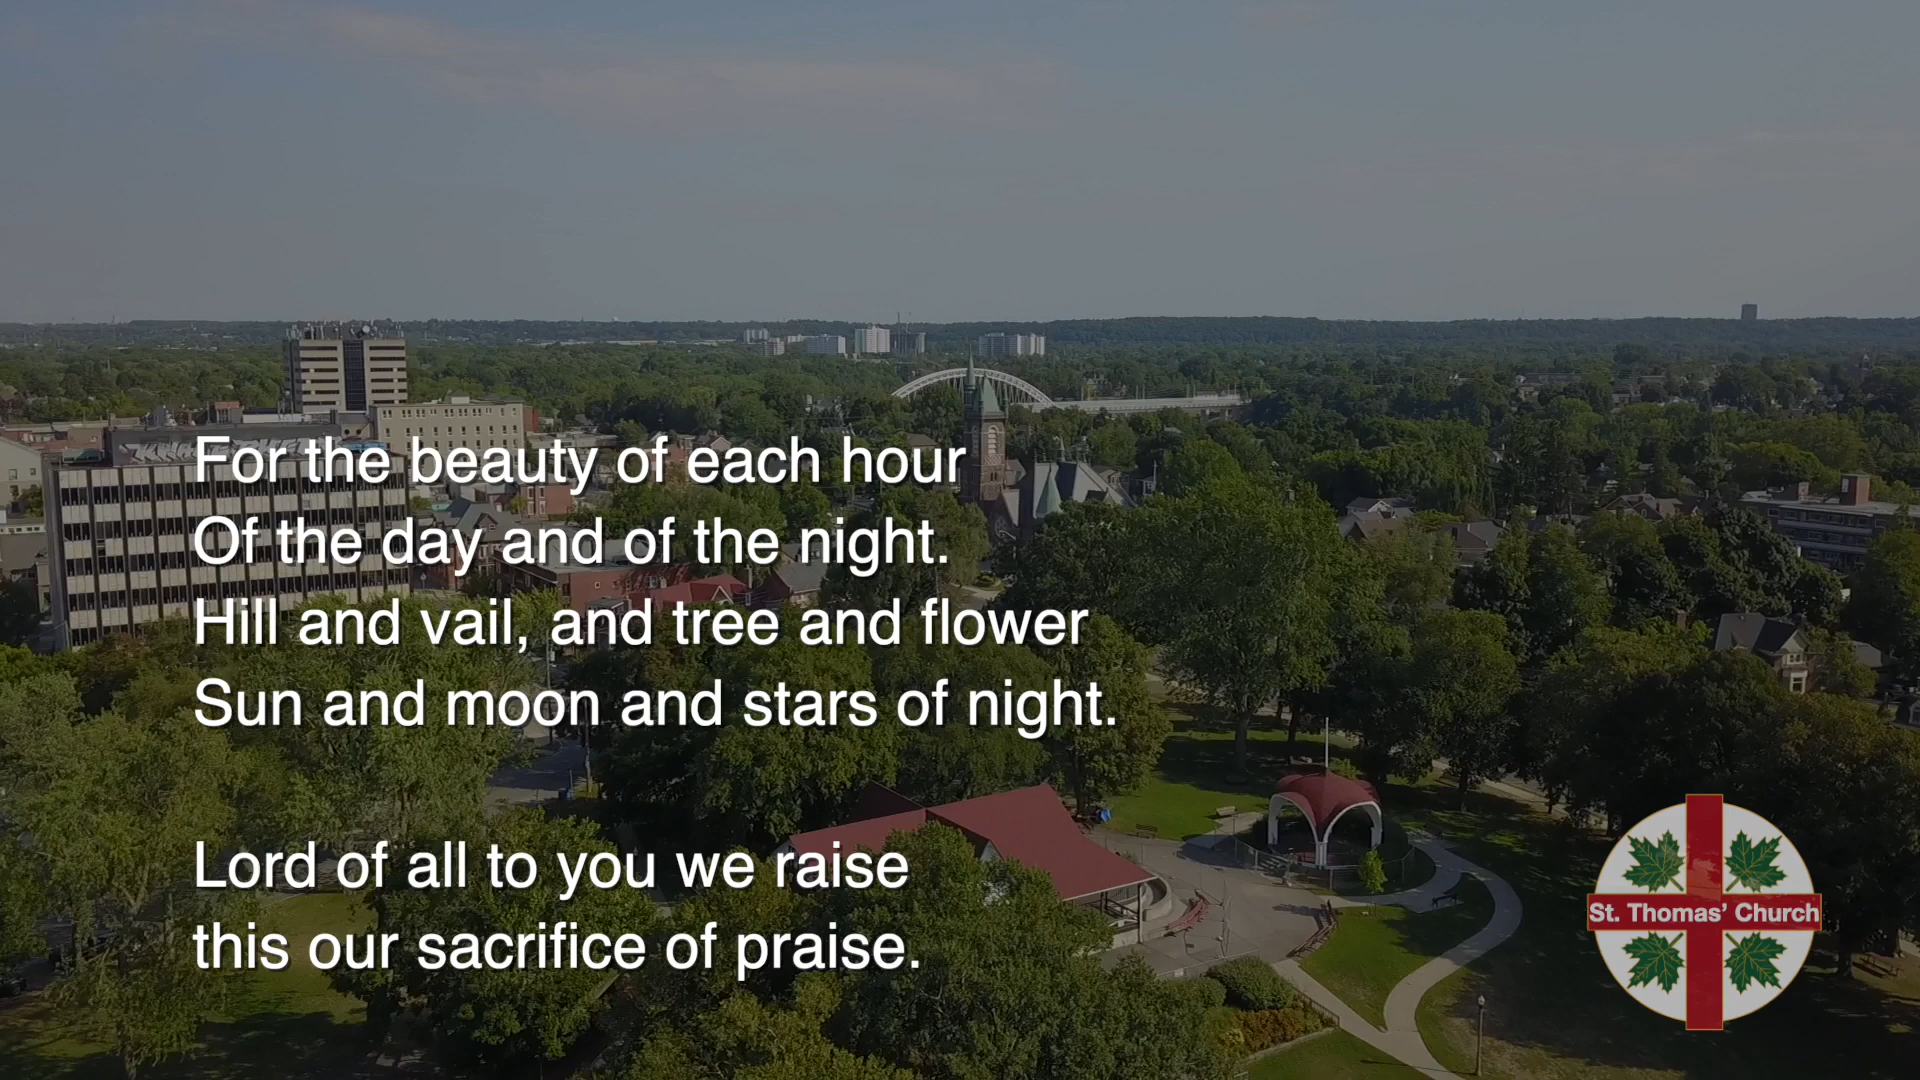 For the beauty of each hour
Of the day and of the night.
Hill and vail, and tree and flower
Sun and moon and stars of night.
Lord of all to you we raise
this our sacrifice of praise.
St. Thomas’ Church